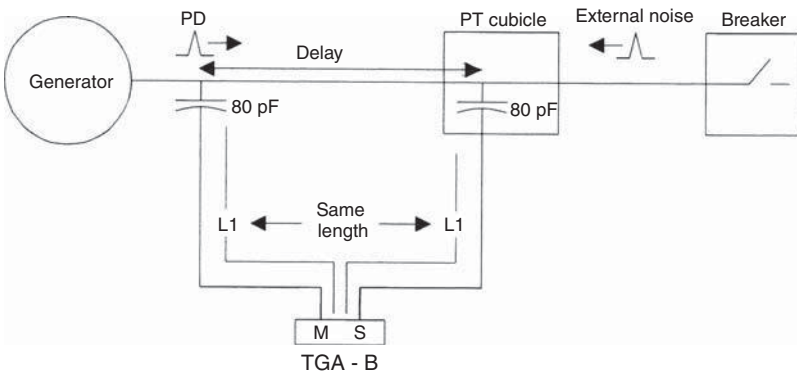 PD
PT cubicle
External noise
Breaker
Delay
Generator
80 pF
80 pF
L1
Same
length
L1
M S
TGA - B